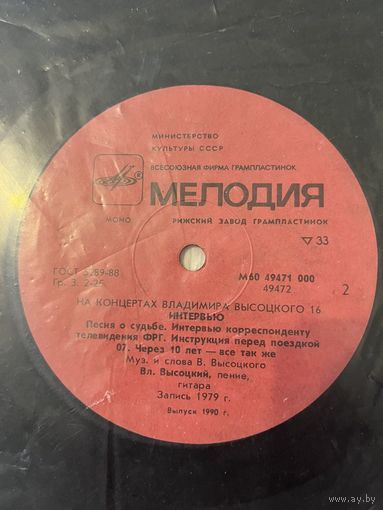 МИНИСТЕРСТВО
КУЛЬТУРЫ СССР
ВСЕСОЮЗНАЯ ФИРМА ГРАМПЛАСТИНОК
®
МЕЛОДИЯ
МОНО
РИЖСКИЙ ЗАВОД ГРАМПЛАСТИНОК
▽ 33
ГОСТ 5289-88
Гр. 3. 2-25
М60 49471 000
49472
2
НА КОНЦЕРТАХ ВЛАДИМИРА ВЫСОЦКОГО 16
ИНТЕРВЬЮ
Песня о судьбе. Интервью корреспонденту
телевидения ФРГ. Инструкция перед поездкой
07. Через 10 лет — все так же
Муз. и слова В. Высоцкого
Вл. Высоцкий, пение,
гитара
Запись 1979 г.
Выпуск 1990 г.
www.ay.by